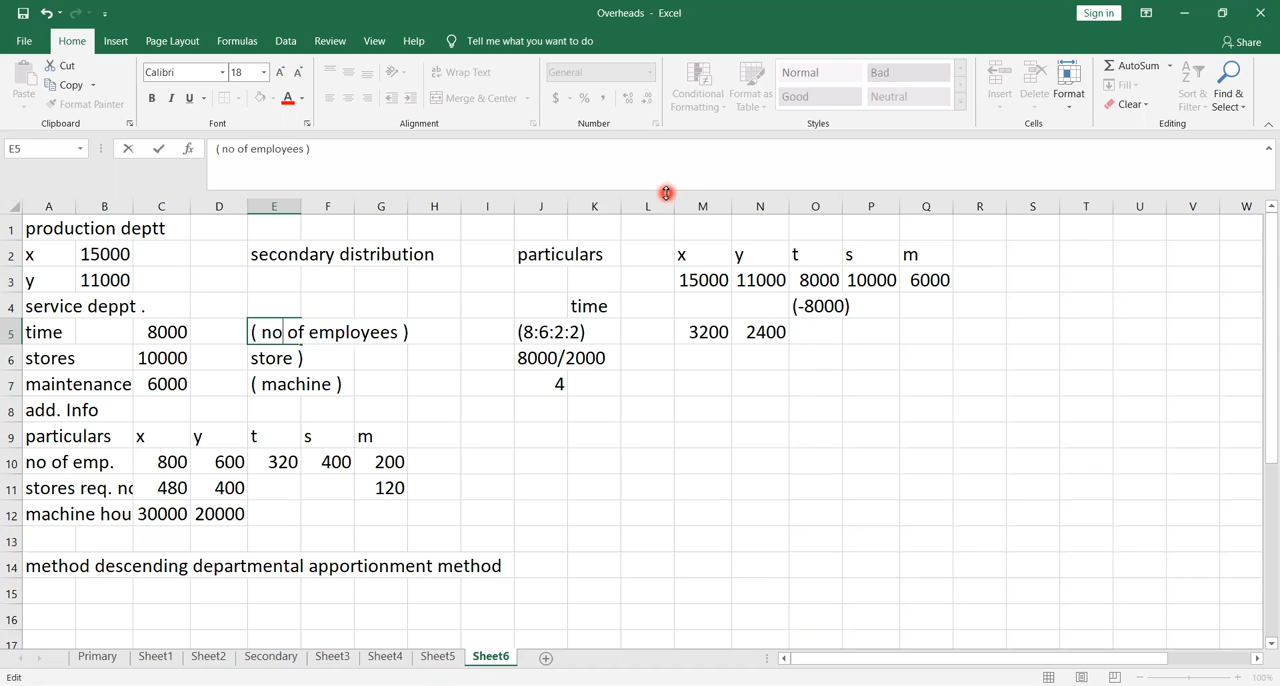 Overheads - Excel
Sign in
File Home Insert Page Layout Formulas Data Review View Help Tell me what you want to do
Share
Paste
Cut
Copy
Format Painter
Clipboard
Calibri 18
B I U
Font
Wrap Text
Merge & Center
Alignment
General
$ % ,
Number
Conditional Formatting
Format as Table
Normal Bad
Good Neutral
Styles
Insert Delete Format
Cells
AutoSum
Fill
Clear
Sort & Filter
Find & Select
Editing
E5 fx ( no of employees )
A B C D E F G H I J K L M N O P Q R S T U V W
1 production deptt
2 x 15000 secondary distribution particulars x y t s m
3 y 11000 15000 11000 8000 10000 6000
4 service deppt . time (-8000)
5 time 8000 ( no of employees ) (8:6:2:2) 3200 2400
6 stores 10000 store ) 8000/2000
7 maintenance 6000 ( machine ) 4
8 add. Info
9 particulars x y t s m
10 no of emp. 800 600 320 400 200
11 stores req. no 480 400 120
12 machine hou 30000 20000
13
14 method descending departmental apportionment method
15
16
17
Primary Sheet1 Sheet2 Secondary Sheet3 Sheet4 Sheet5 Sheet6
Edit 100%